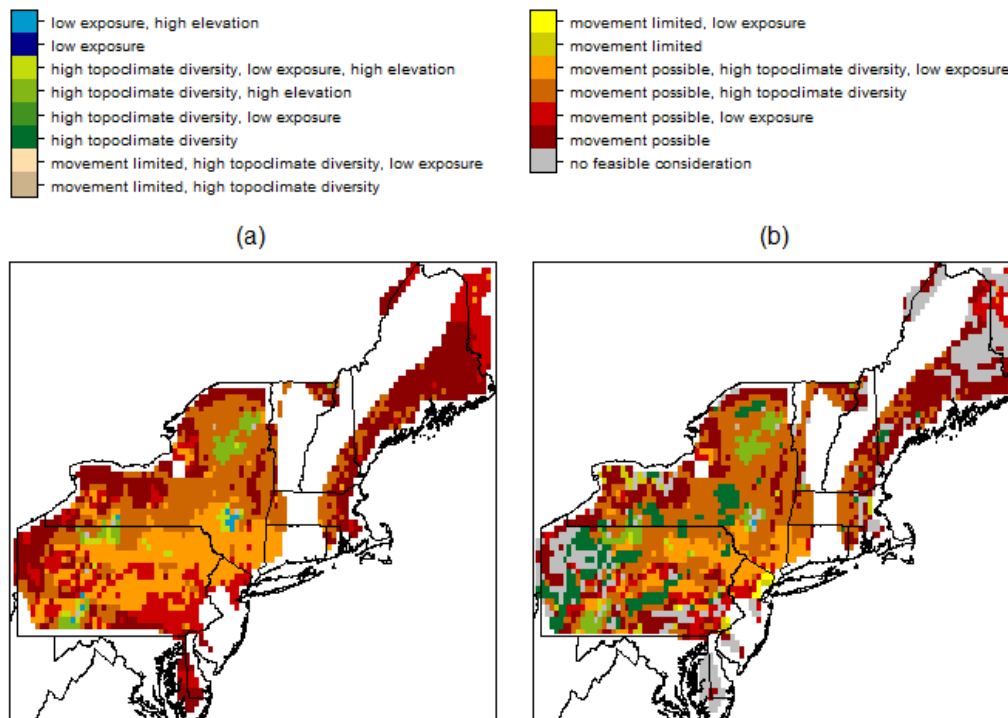 low exposure, high elevation
low exposure
high topoclimate diversity, low exposure, high elevation
high topoclimate diversity, high elevation
high topoclimate diversity, low exposure
high topoclimate diversity
movement limited, high topoclimate diversity, low exposure
movement limited, high topoclimate diversity
movement limited, low exposure
movement limited
movement possible, high topoclimate diversity, low exposure
movement possible, high topoclimate diversity
movement possible, low exposure
movement possible
no feasible consideration
(a)
(b)